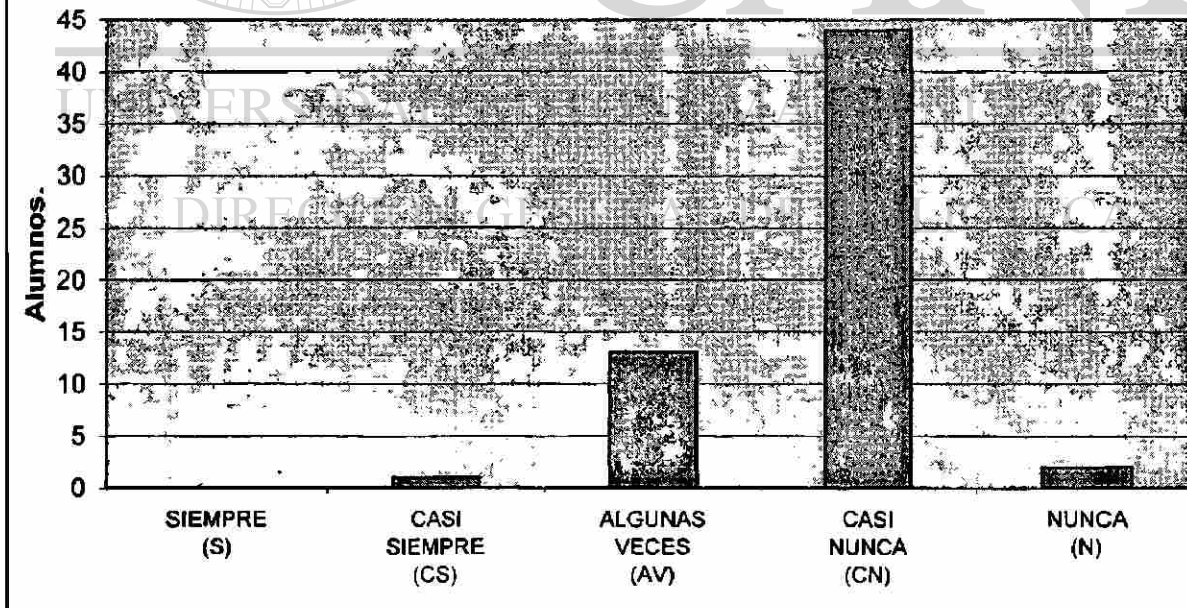 45
40
35
30
25
20
15
10
5
0
Alumnos.
SIEMPRE
(S)
CASI
SIEMPRE
(CS)
ALGUNAS
VECES
(AV)
CASI
NUNCA
(CN)
NUNCA
(N)